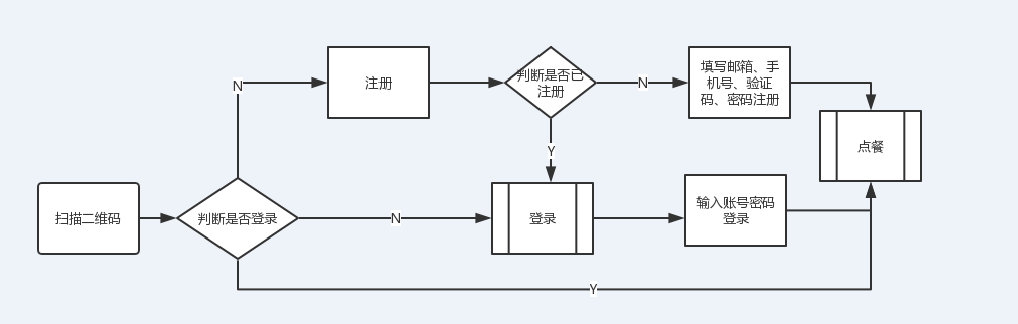 N
注册
判断是否已
注册
N
填写邮箱、手
机号、验证
码、密码注册
点餐
Y
扫描二维码
判断是否登录
N
登录
输入账号密码
登录
Y